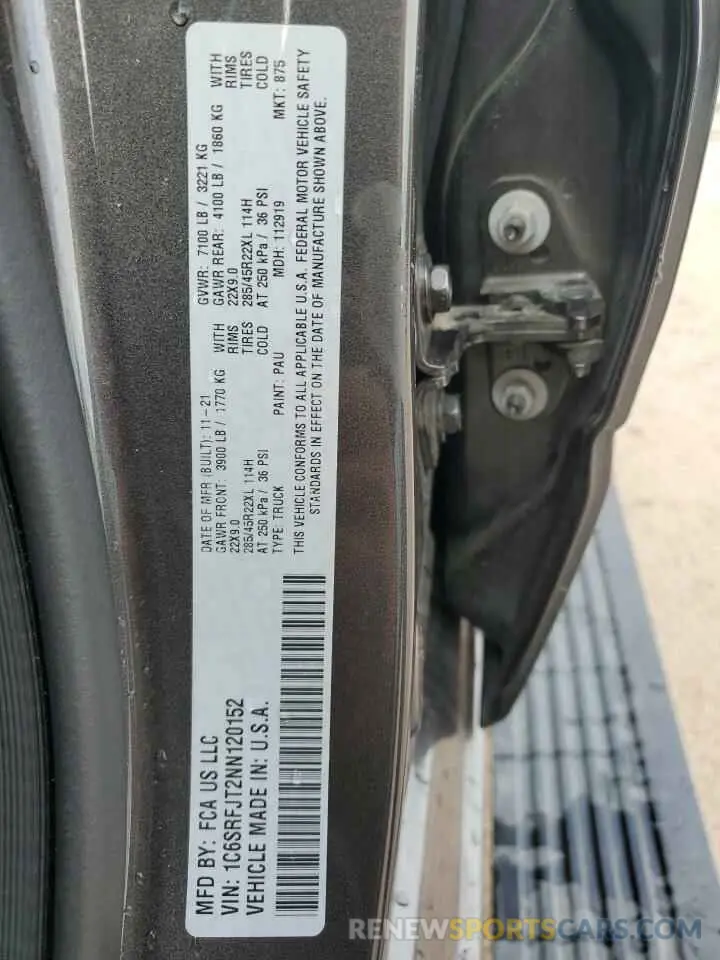 MFD BY: FCA US LLC
VIN: 1C6SRFJT2NN120152
VEHICLE MADE IN: U.S.A.
DATE OF MFR (BUILT): 11-21
GVWR: 7100 LB / 3221 KG
GAWR FRONT: 3900 LB / 1770 KG WITH
22X9.0 RIMS
285/45R22XL 114H TIRES
AT 250 kPa / 36 PSI COLD
GAWR REAR: 4100 LB / 1860 KG WITH
22X9.0 RIMS
285/45R22XL 114H TIRES
AT 250 kPa / 36 PSI COLD
TYPE: TRUCK PAINT: PAU MDH: 112919 MKT: 875
THIS VEHICLE CONFORMS TO ALL APPLICABLE U.S.A. FEDERAL MOTOR VEHICLE SAFETY
STANDARDS IN EFFECT ON THE DATE OF MANUFACTURE SHOWN ABOVE.
RENEWSPORTSCARS.COM